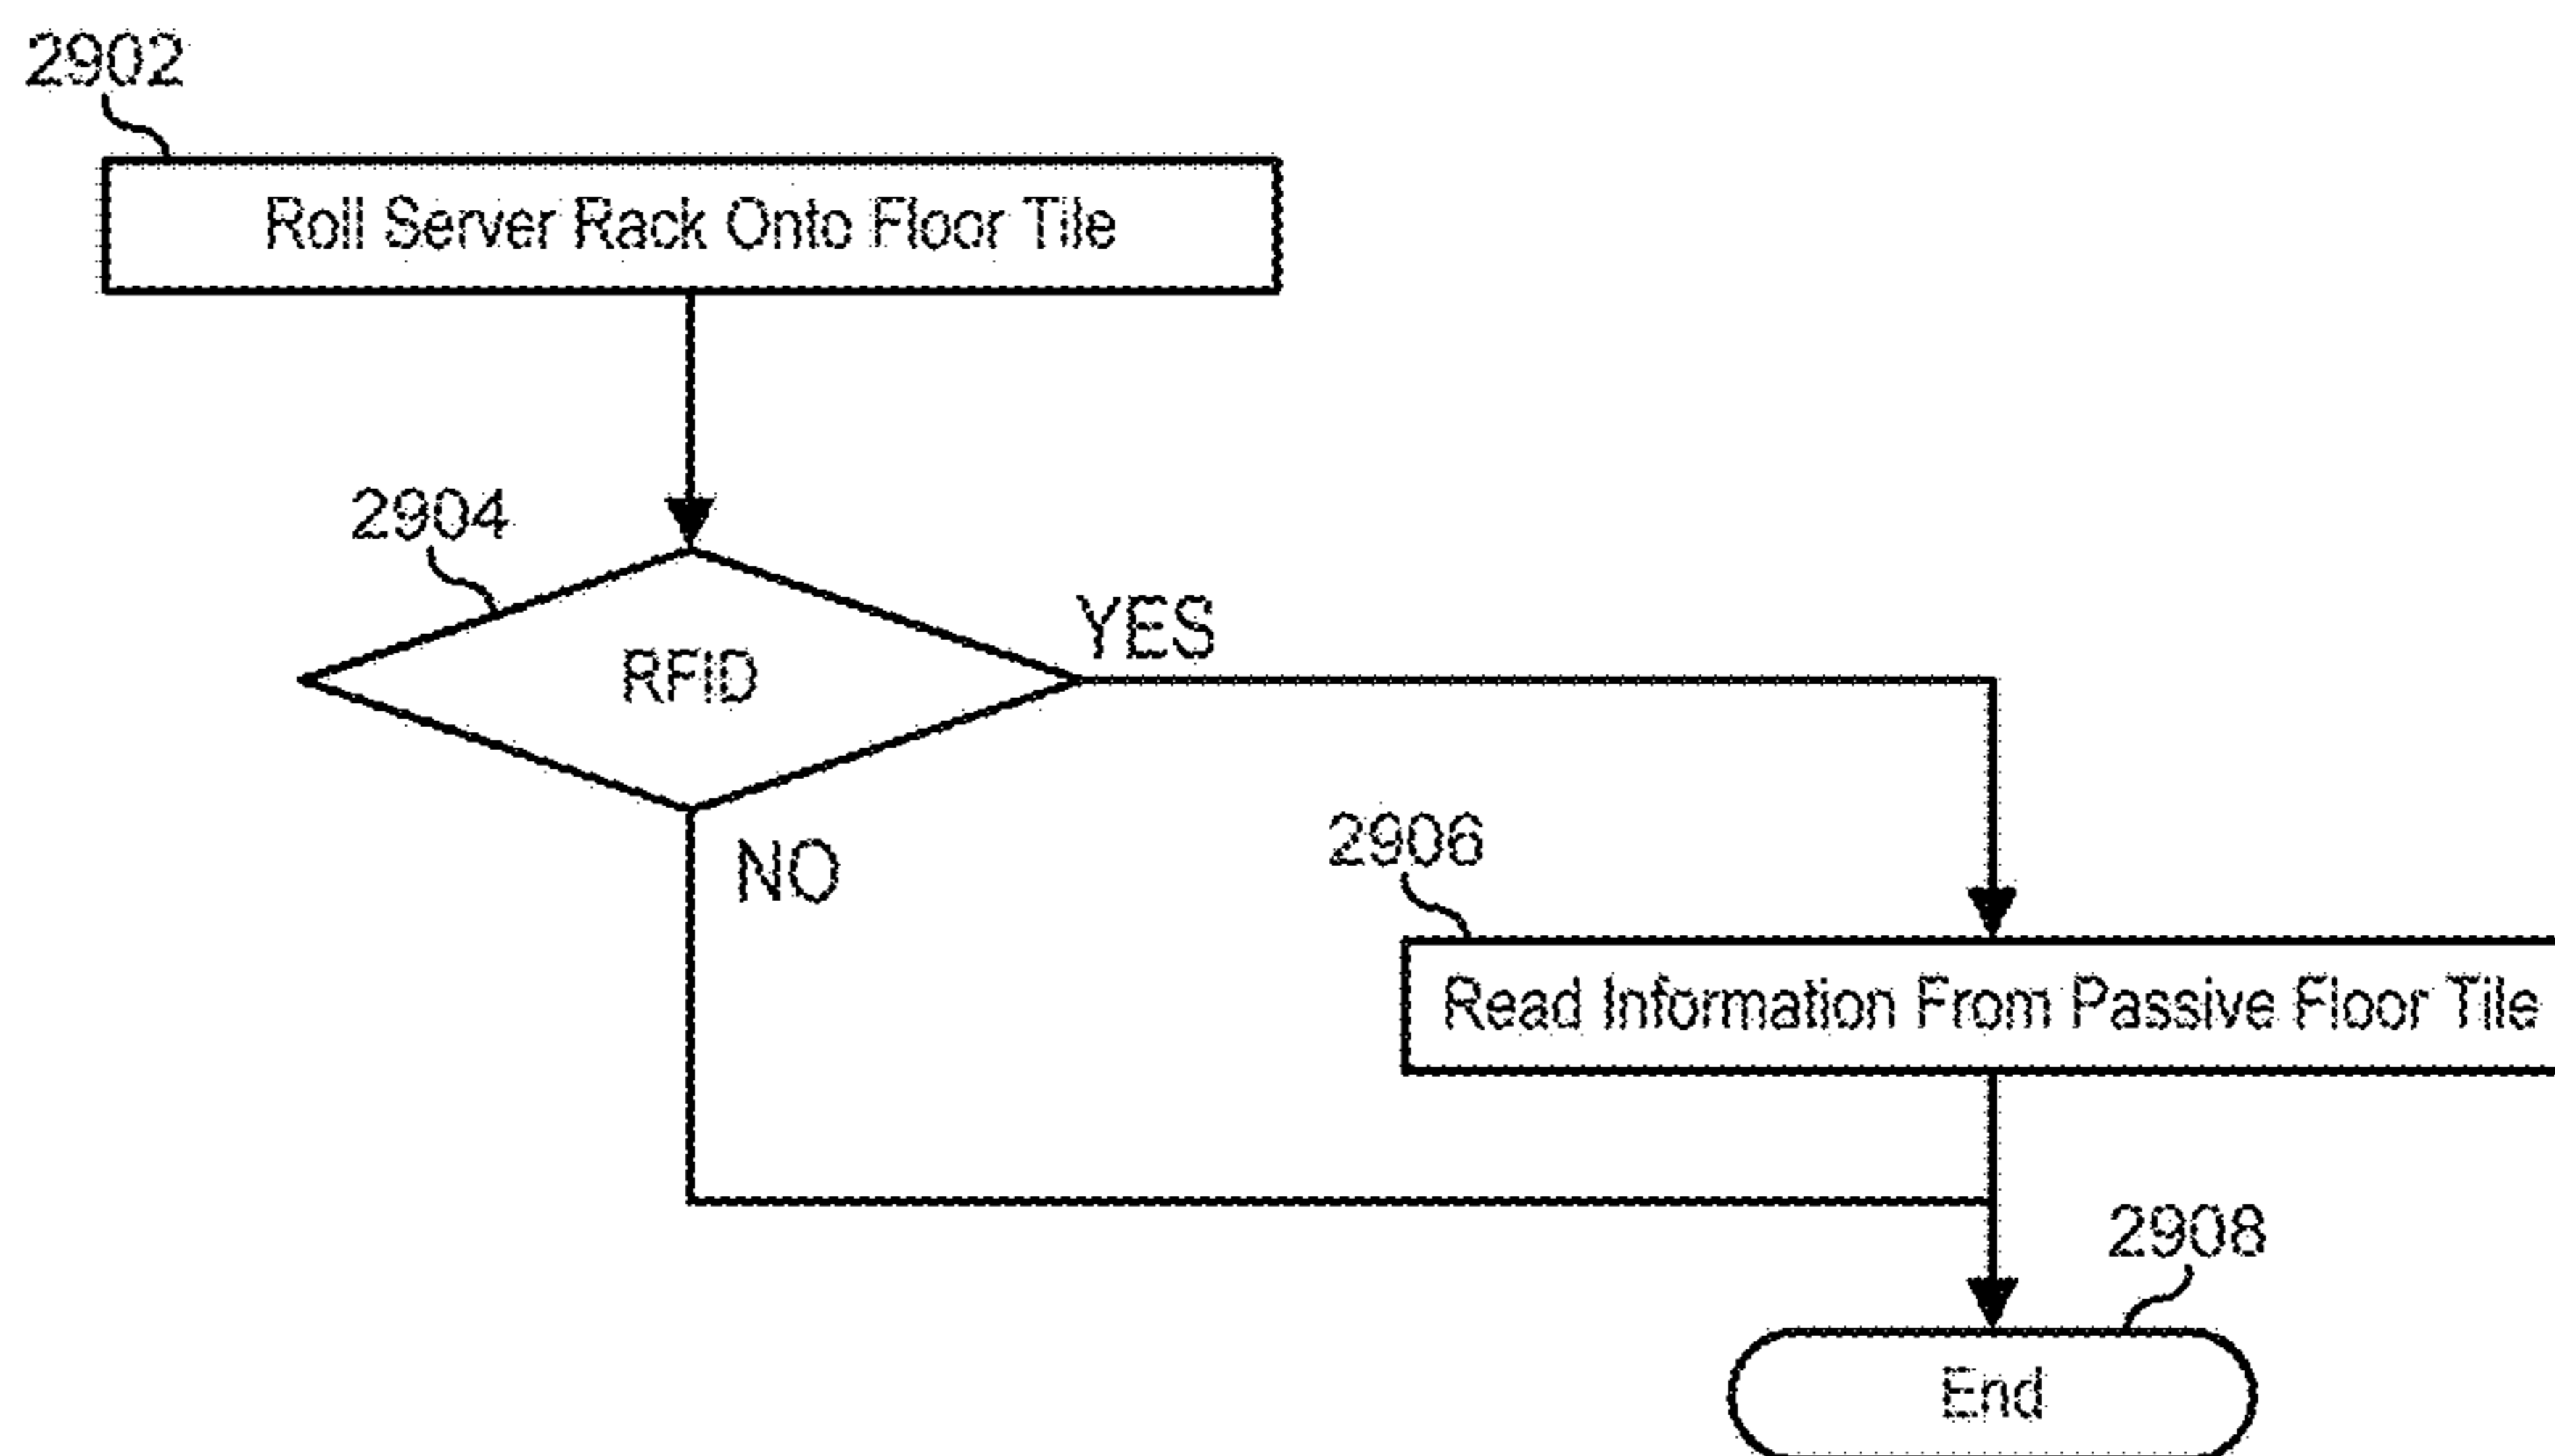 2902
Roll Server Rack Onto Floor Tile
2904
RFID
YES
NO
2906
Read Information From Passive Floor Tile
2908
End